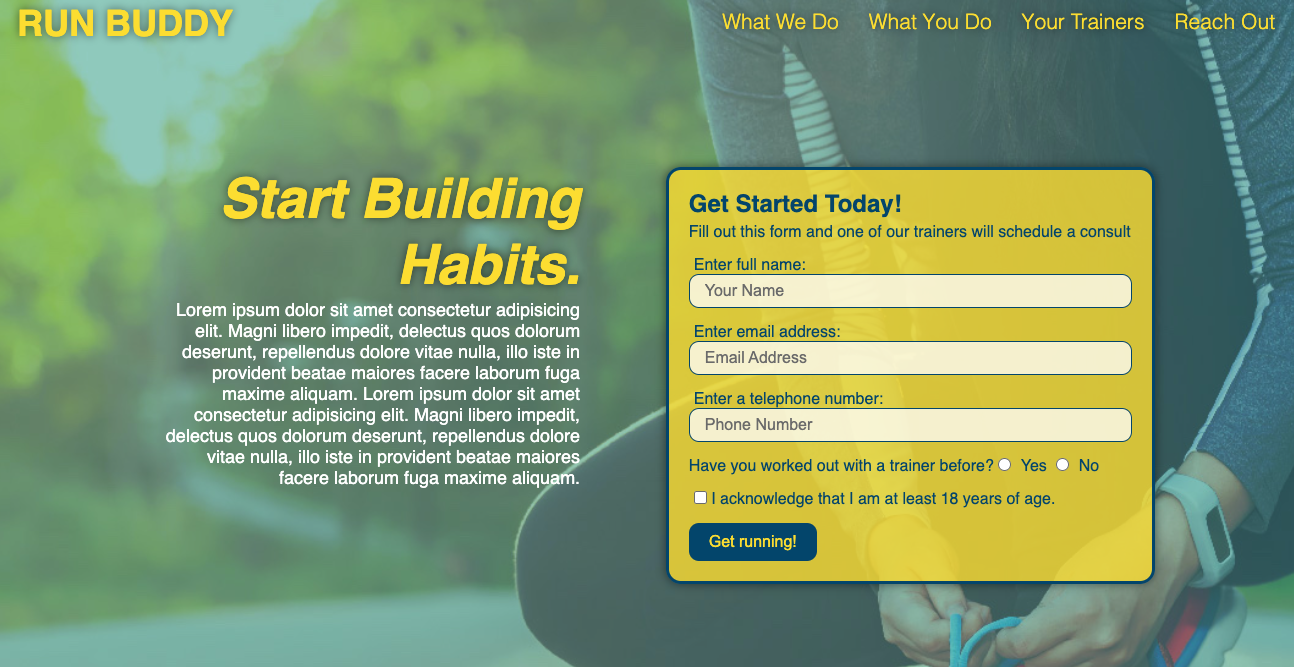 RUN BUDDY
What We Do
What You Do
Your Trainers
Reach Out
Start Building
Habits.
Lorem ipsum dolor sit amet consectetur adipisicing
elit. Magni libero impedit, delectus quos dolorum
deserunt, repellendus dolore vitae nulla, illo iste in
provident beatae maiores facere laborum fuga
maxime aliquam. Lorem ipsum dolor sit amet
consectetur adipisicing elit. Magni libero impedit,
delectus quos dolorum deserunt, repellendus dolore
vitae nulla, illo iste in provident beatae maiores
facere laborum fuga maxime aliquam.
Get Started Today!
Fill out this form and one of our trainers will schedule a consult
Enter full name:
Your Name
Enter email address:
Email Address
Enter a telephone number:
Phone Number
Have you worked out with a trainer before? Yes No
I acknowledge that I am at least 18 years of age.
Get running!